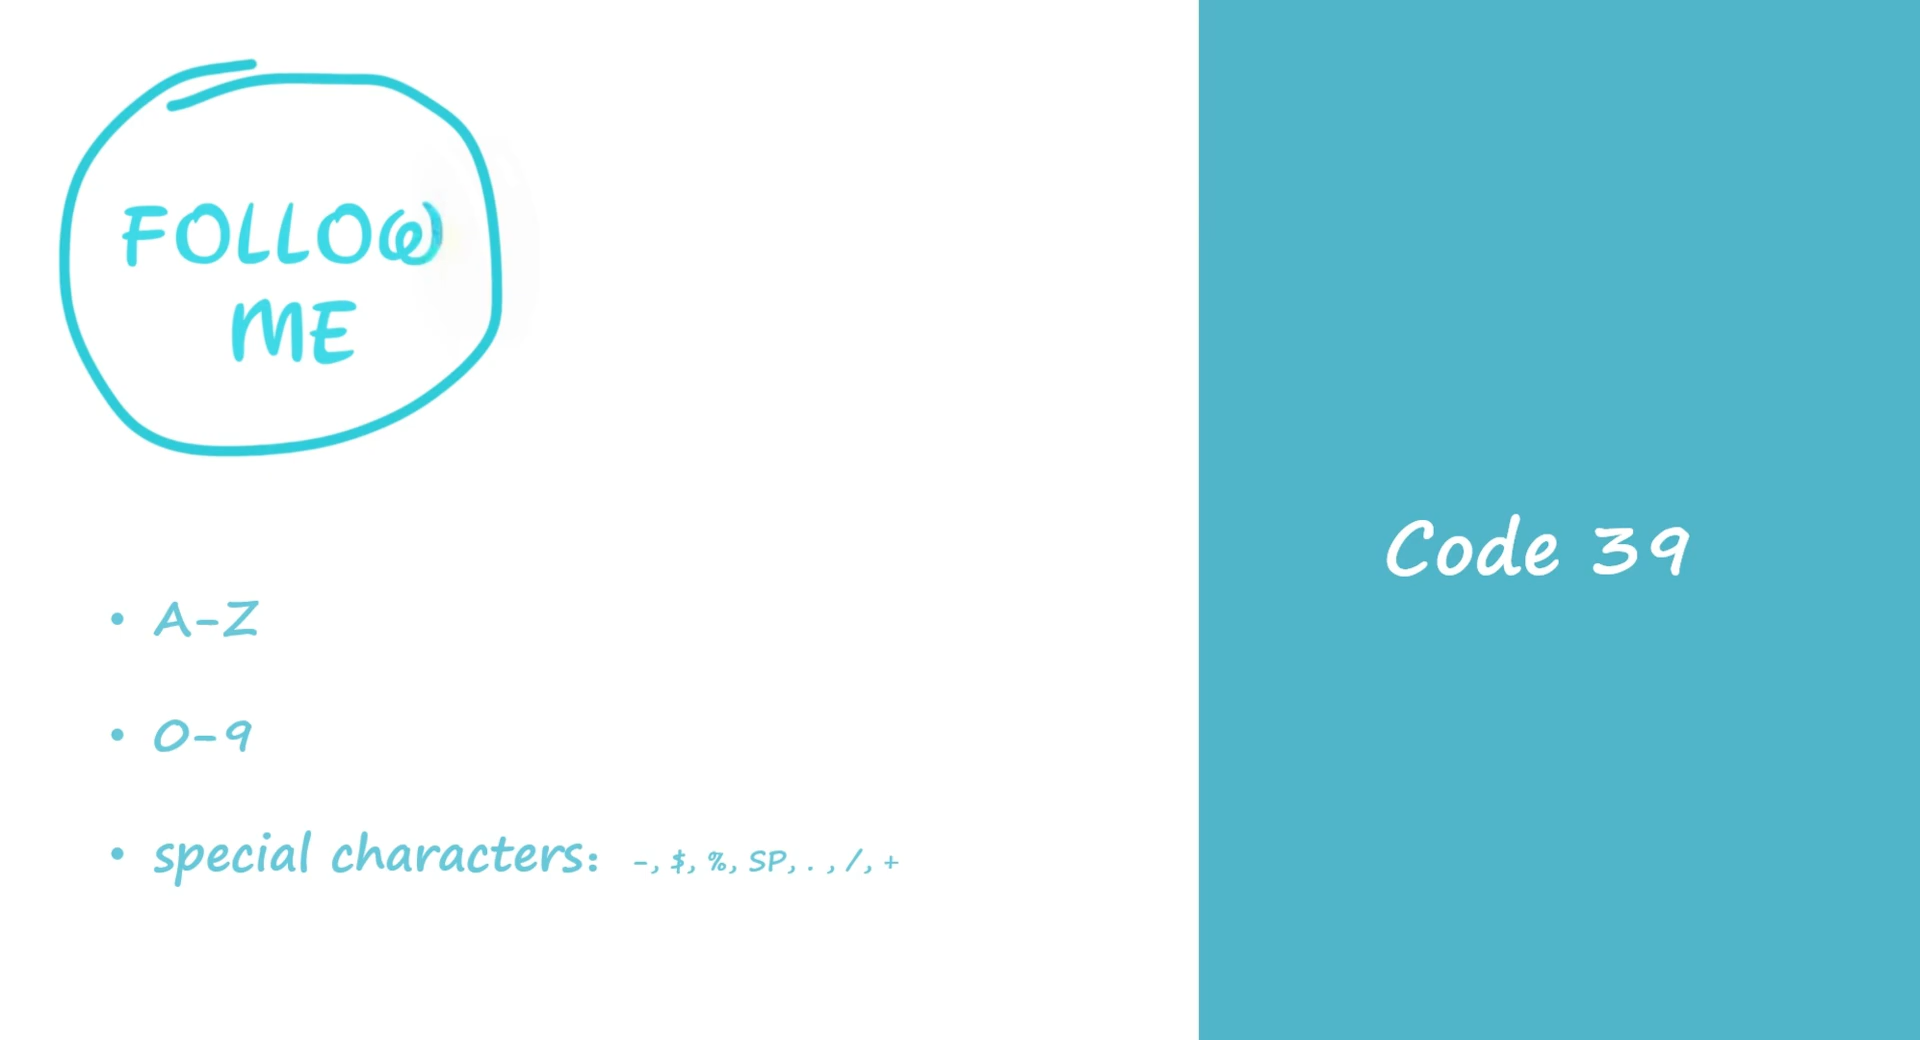 FOLLOW
ME
• A-Z
• 0-9
• special characters: -, $, %, SP, . , /, +
Code 39